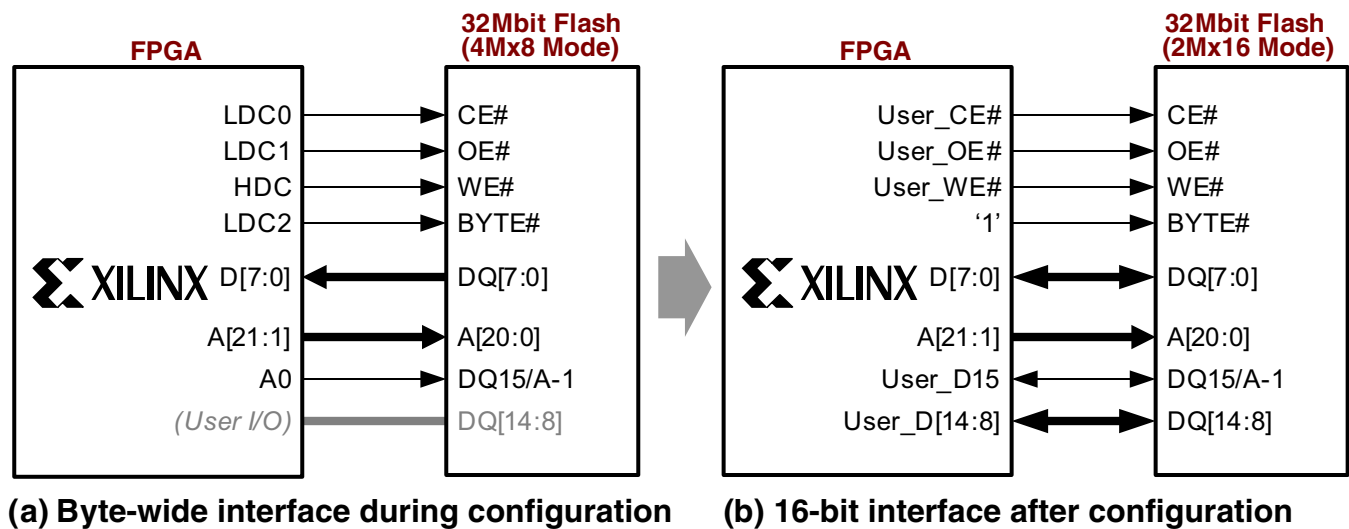 FPGA
32Mbit Flash
(4Mx8 Mode)
LDC0
CE#
LDC1
OE#
HDC
WE#
LDC2
BYTE#
XILINX
D[7:0]
DQ[7:0]
A[21:1]
A[20:0]
A0
DQ15/A-1
(User I/O)
DQ[14:8]
(a) Byte-wide interface during configuration
FPGA
32Mbit Flash
(2Mx16 Mode)
User_CE#
CE#
User_OE#
OE#
User_WE#
WE#
‘1’
BYTE#
XILINX
D[7:0]
DQ[7:0]
A[21:1]
A[20:0]
User_D15
DQ15/A-1
User_D[14:8]
DQ[14:8]
(b) 16-bit interface after configuration